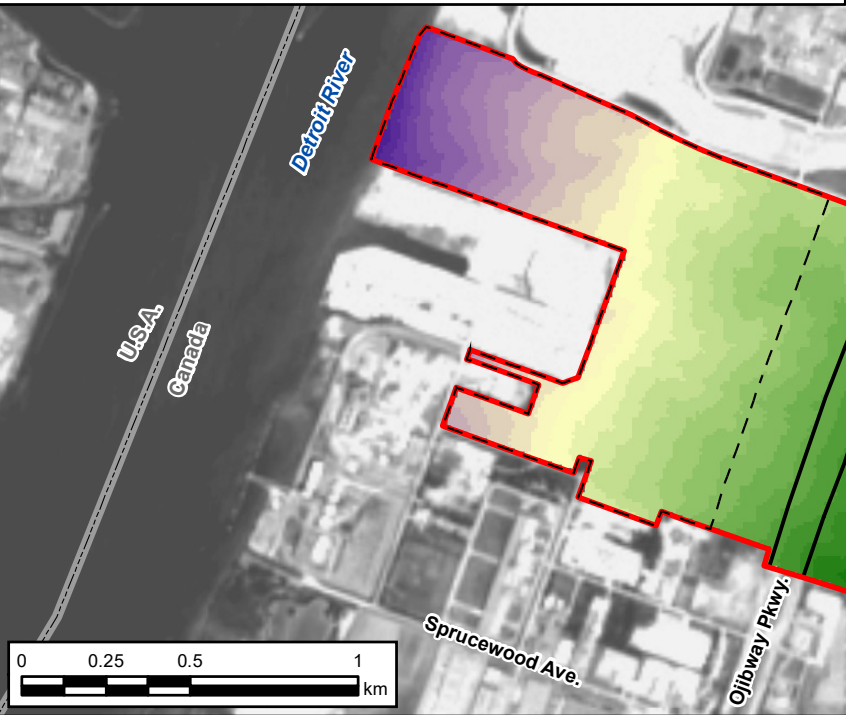 Detroit River
U.S.A.
Canada
Sprucewood Ave.
Ojibway Pkwy.
0 0.25 0.5 1
km